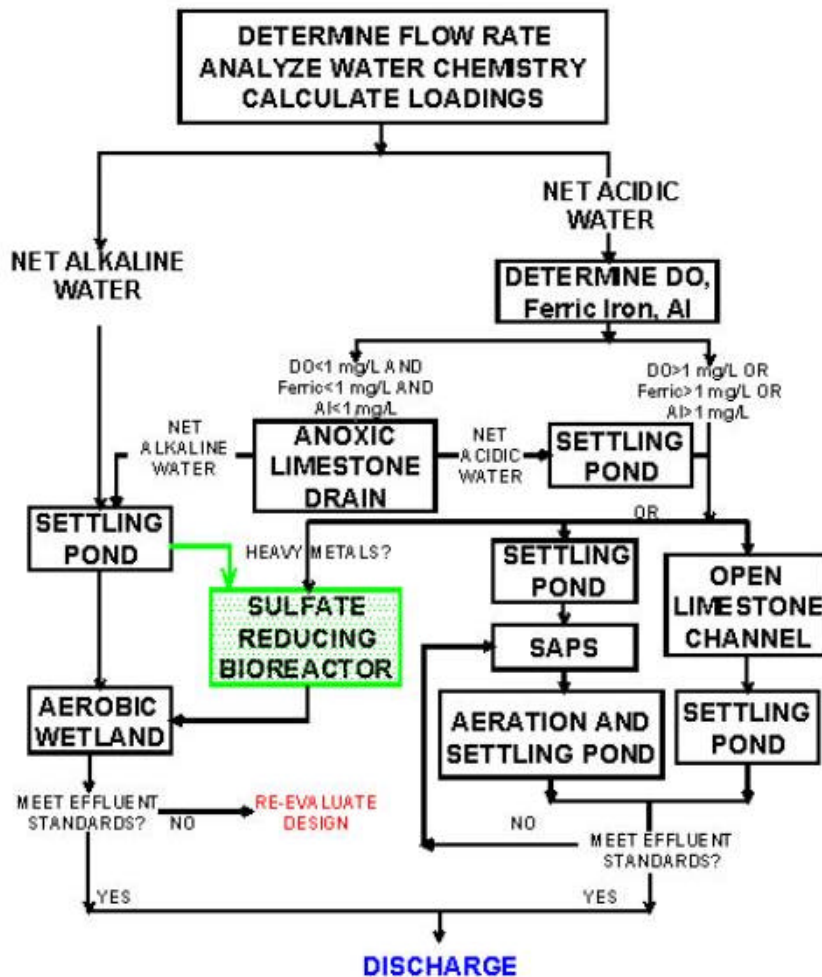 DETERMINE FLOW RATE
ANALYZE WATER CHEMISTRY
CALCULATE LOADINGS
NET ACIDIC
WATER
NET ALKALINE
WATER
DETERMINE DO,
Ferric Iron, Al
DO<1 mg/L AND
Ferric<1 mg/L AND
Al<1 mg/L
DO>1 mg/L OR
Ferric>1 mg/L OR
Al>1 mg/L
NET
ALKALINE
WATER
ANOXIC
LIMESTONE
DRAIN
NET
ACIDIC
WATER
SETTLING
POND
OR
SETTLING
POND
HEAVY METALS?
SULFATE
REDUCING
BIOREACTOR
SETTLING
POND
SAPS
AERATION AND
SETTLING POND
OPEN
LIMESTONE
CHANNEL
SETTLING
POND
AEROBIC
WETLAND
MEET EFFLUENT
STANDARDS?
NO
RE-EVALUATE
DESIGN
NO
MEET EFFLUENT
STANDARDS?
YES
YES
DISCHARGE